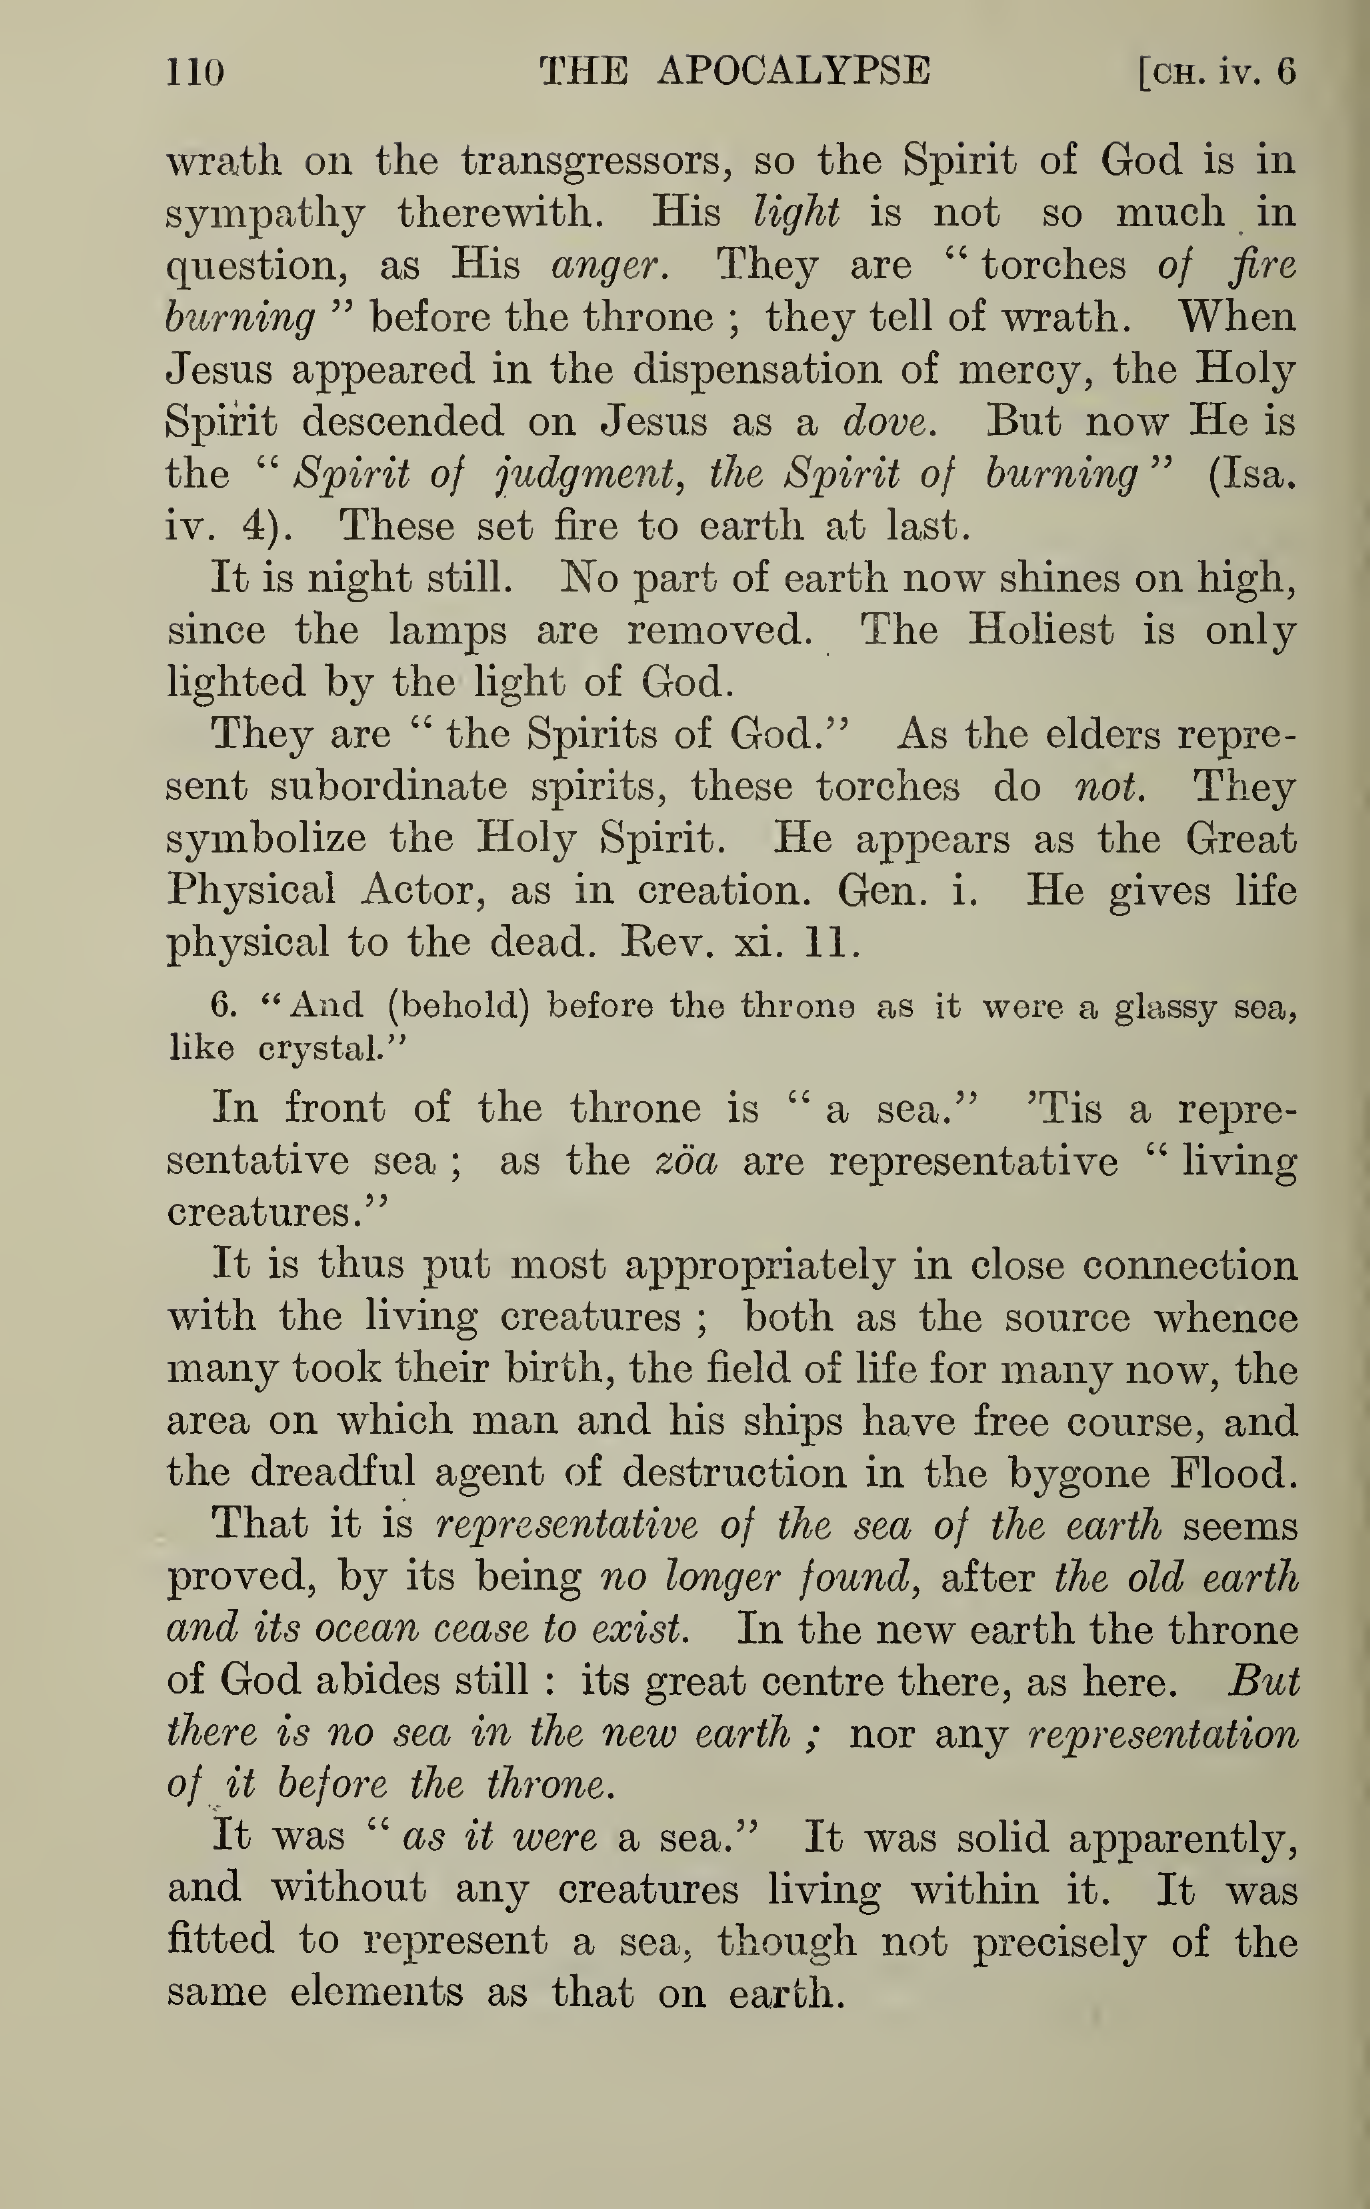 110 THE APOCALYPSE [CH. iv. 6
wrath on the transgressors, so the Spirit of God is in
sympathy therewith. His light is not so much in
question, as His anger. They are “ torches of fire
burning ” before the throne ; they tell of wrath. When
Jesus appeared in the dispensation of mercy, the Holy
Spirit descended on Jesus as a dove. But now He is
the “ Spirit of judgment, the Spirit of burning ” (Isa.
iv. 4). These set fire to earth at last.
It is night still. No part of earth now shines on high,
since the lamps are removed. The Holiest is only
lighted by the light of God.
They are “ the Spirits of God.” As the elders repre-
sent subordinate spirits, these torches do not. They
symbolize the Holy Spirit. He appears as the Great
Physical Actor, as in creation. Gen. i. He gives life
physical to the dead. Rev. xi. 11.
6. “ And (behold) before the throne as it were a glassy sea,
like crystal.”
In front of the throne is “ a sea.” ’Tis a repre-
sentative sea ; as the zöa are representative “ living
creatures.”
It is thus put most appropriately in close connection
with the living creatures ; both as the source whence
many took their birth, the field of life for many now, the
area on which man and his ships have free course, and
the dreadful agent of destruction in the bygone Flood.
That it is representative of the sea of the earth seems
proved, by its being no longer found, after the old earth
and its ocean cease to exist. In the new earth the throne
of God abides still : its great centre there, as here. But
there is no sea in the new earth ; nor any representation
of it before the throne.
It was “ as it were a sea.” It was solid apparently,
and without any creatures living within it. It was
fitted to represent a sea, though not precisely of the
same elements as that on earth.